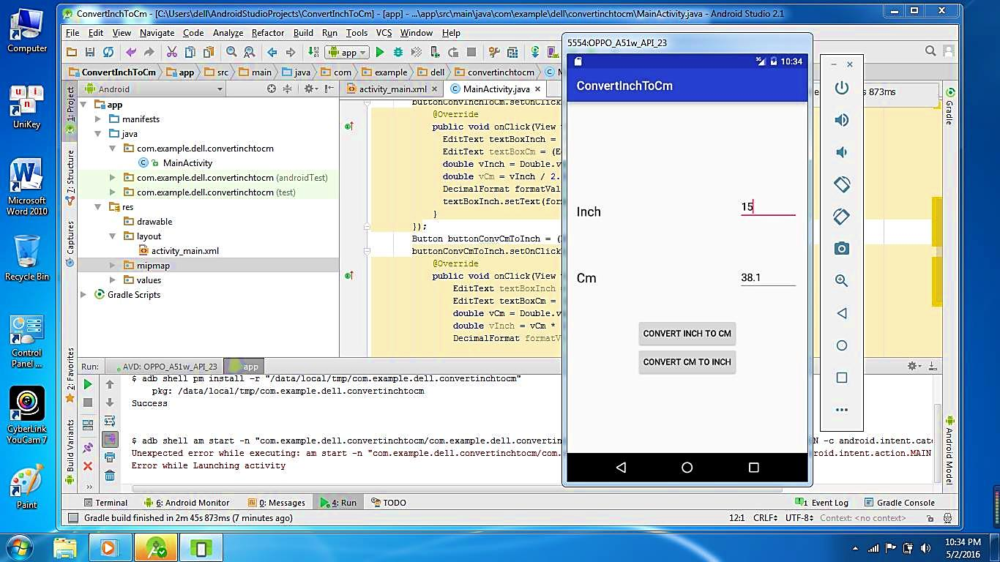 ConvertInchToCm - [C:\Users\dell\AndroidStudioProjects\ConvertInchToCm] - [app] - ...\app\src\main\java\com\example\dell\convertinchtocm\MainActivity.java - Android Studio 2.1
File Edit View Navigate Code Analyze Refactor Build Run Tools VCS Window Help
app
ConvertInchToCm app src main java com example dell convertinchtocm
Android
activity_main.xml
MainActivity.java
1: Project
7: Structure
Captures
2: Favorites
Build Variants
app
manifests
java
com.example.dell.convertinchtocm
MainActivity
com.example.dell.convertinchtocm (androidTest)
com.example.dell.convertinchtocm (test)
res
drawable
layout
activity_main.xml
mipmap
values
Gradle Scripts
buttonConvInchToCm.setOnClick
@Override
public void onClick(View
EditText textBoxInch =
EditText textBoxCm = (E
double vInch = Double.v
double vCm = vInch / 2.
DecimalFormat formatVal
textBoxInch.setText(for
}
});
Button buttonConvCmToInch = (
buttonConvCmToInch.setOnClick
@Override
public void onClick(View
EditText textBoxInch =
EditText textBoxCm =
double vCm = Double.v
double vInch = vCm *
DecimalFormat formatV
5554:OPPO_A51w_API_23
3G 10:34
ConvertInchToCm
Inch 15
Cm 38.1
CONVERT INCH TO CM
CONVERT CM TO INCH
s 873ms
Gradle
Android Model
Run: AVD: OPPO_A51w_API_23 app
$ adb shell pm install -r "/data/local/tmp/com.example.dell.convertinchtocm"
pkg: /data/local/tmp/com.example.dell.convertinchtocm
Success
$ adb shell am start -n "com.example.dell.convertinchtocm/com.example.dell.convertin
N -c android.intent.cate
Unexpected error while executing: am start -n "com.example.dell.convertinchtocm/com.
roid.intent.action.MAIN
Error while Launching activity
Terminal 6: Android Monitor 0: Messages 4: Run TODO 1 Event Log Gradle Console
Gradle build finished in 2m 45s 873ms (7 minutes ago) 12:1 CRLF UTF-8 Context: <no context>
Computer
UniKey
Microsoft
Word 2010
Recycle Bin
Control
Panel ...
CyberLink
YouCam 7
Paint
10:34 PM
5/2/2016